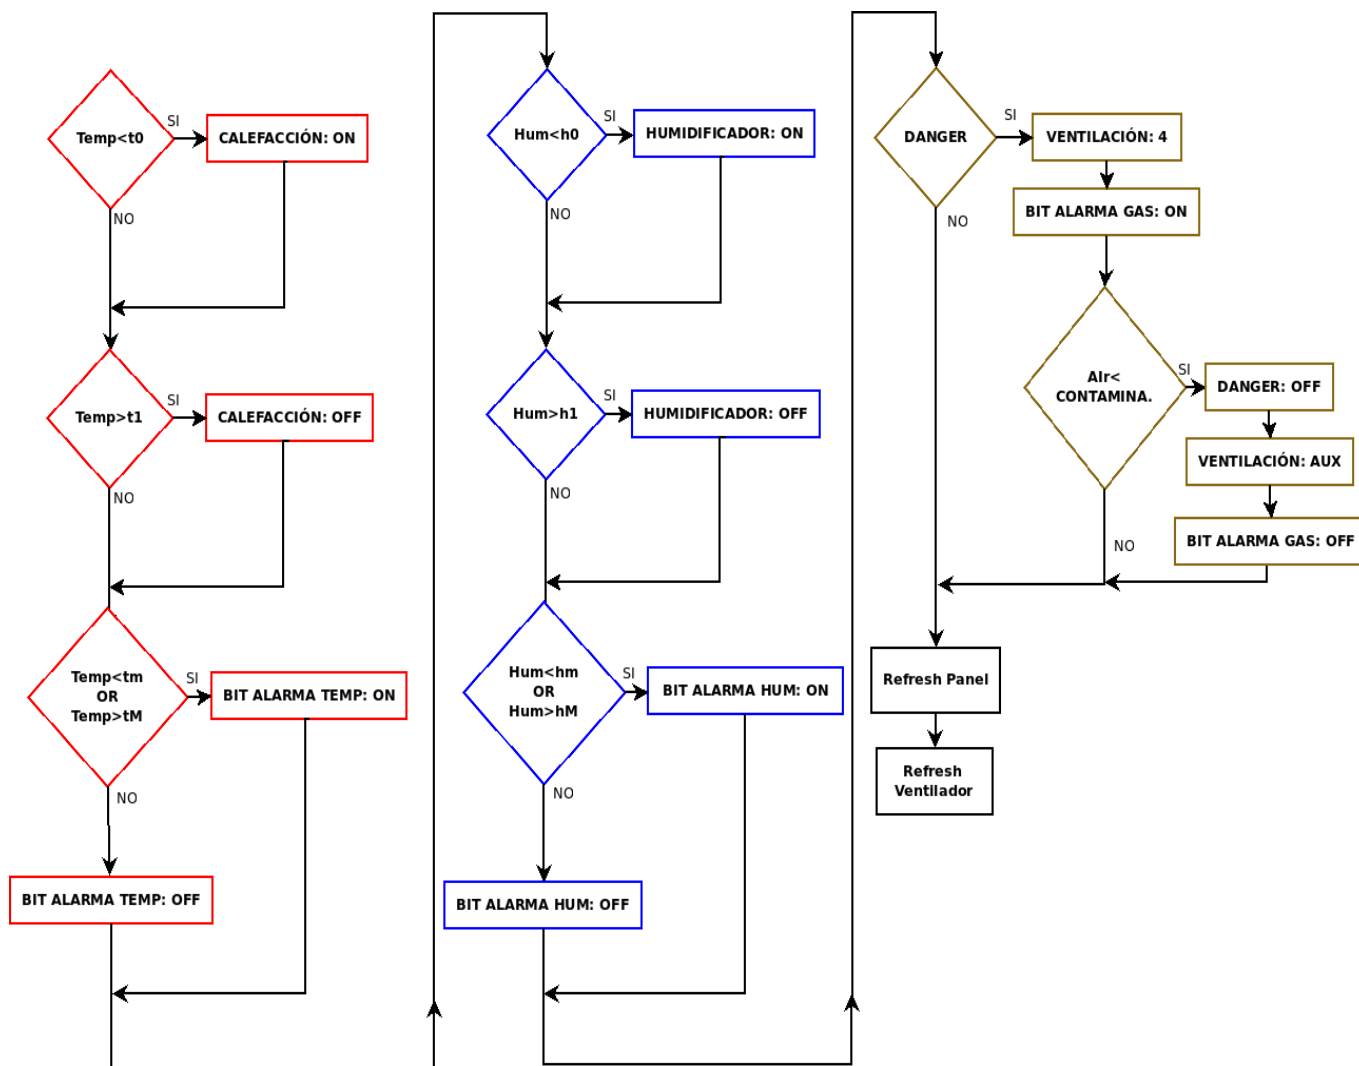 Temp<t0
SI
CALEFACCIÓN: ON
NO
Temp>t1
SI
CALEFACCIÓN: OFF
NO
Temp<tm
OR
Temp>tM
SI
BIT ALARMA TEMP: ON
NO
BIT ALARMA TEMP: OFF
Hum<h0
SI
HUMIDIFICADOR: ON
NO
Hum>h1
SI
HUMIDIFICADOR: OFF
NO
Hum<hm
OR
Hum>hM
SI
BIT ALARMA HUM: ON
NO
BIT ALARMA HUM: OFF
DANGER
SI
VENTILACIÓN: 4
BIT ALARMA GAS: ON
NO
AIr<
CONTAMINA.
SI
DANGER: OFF
VENTILACIÓN: AUX
BIT ALARMA GAS: OFF
NO
Refresh Panel
Refresh
Ventilador